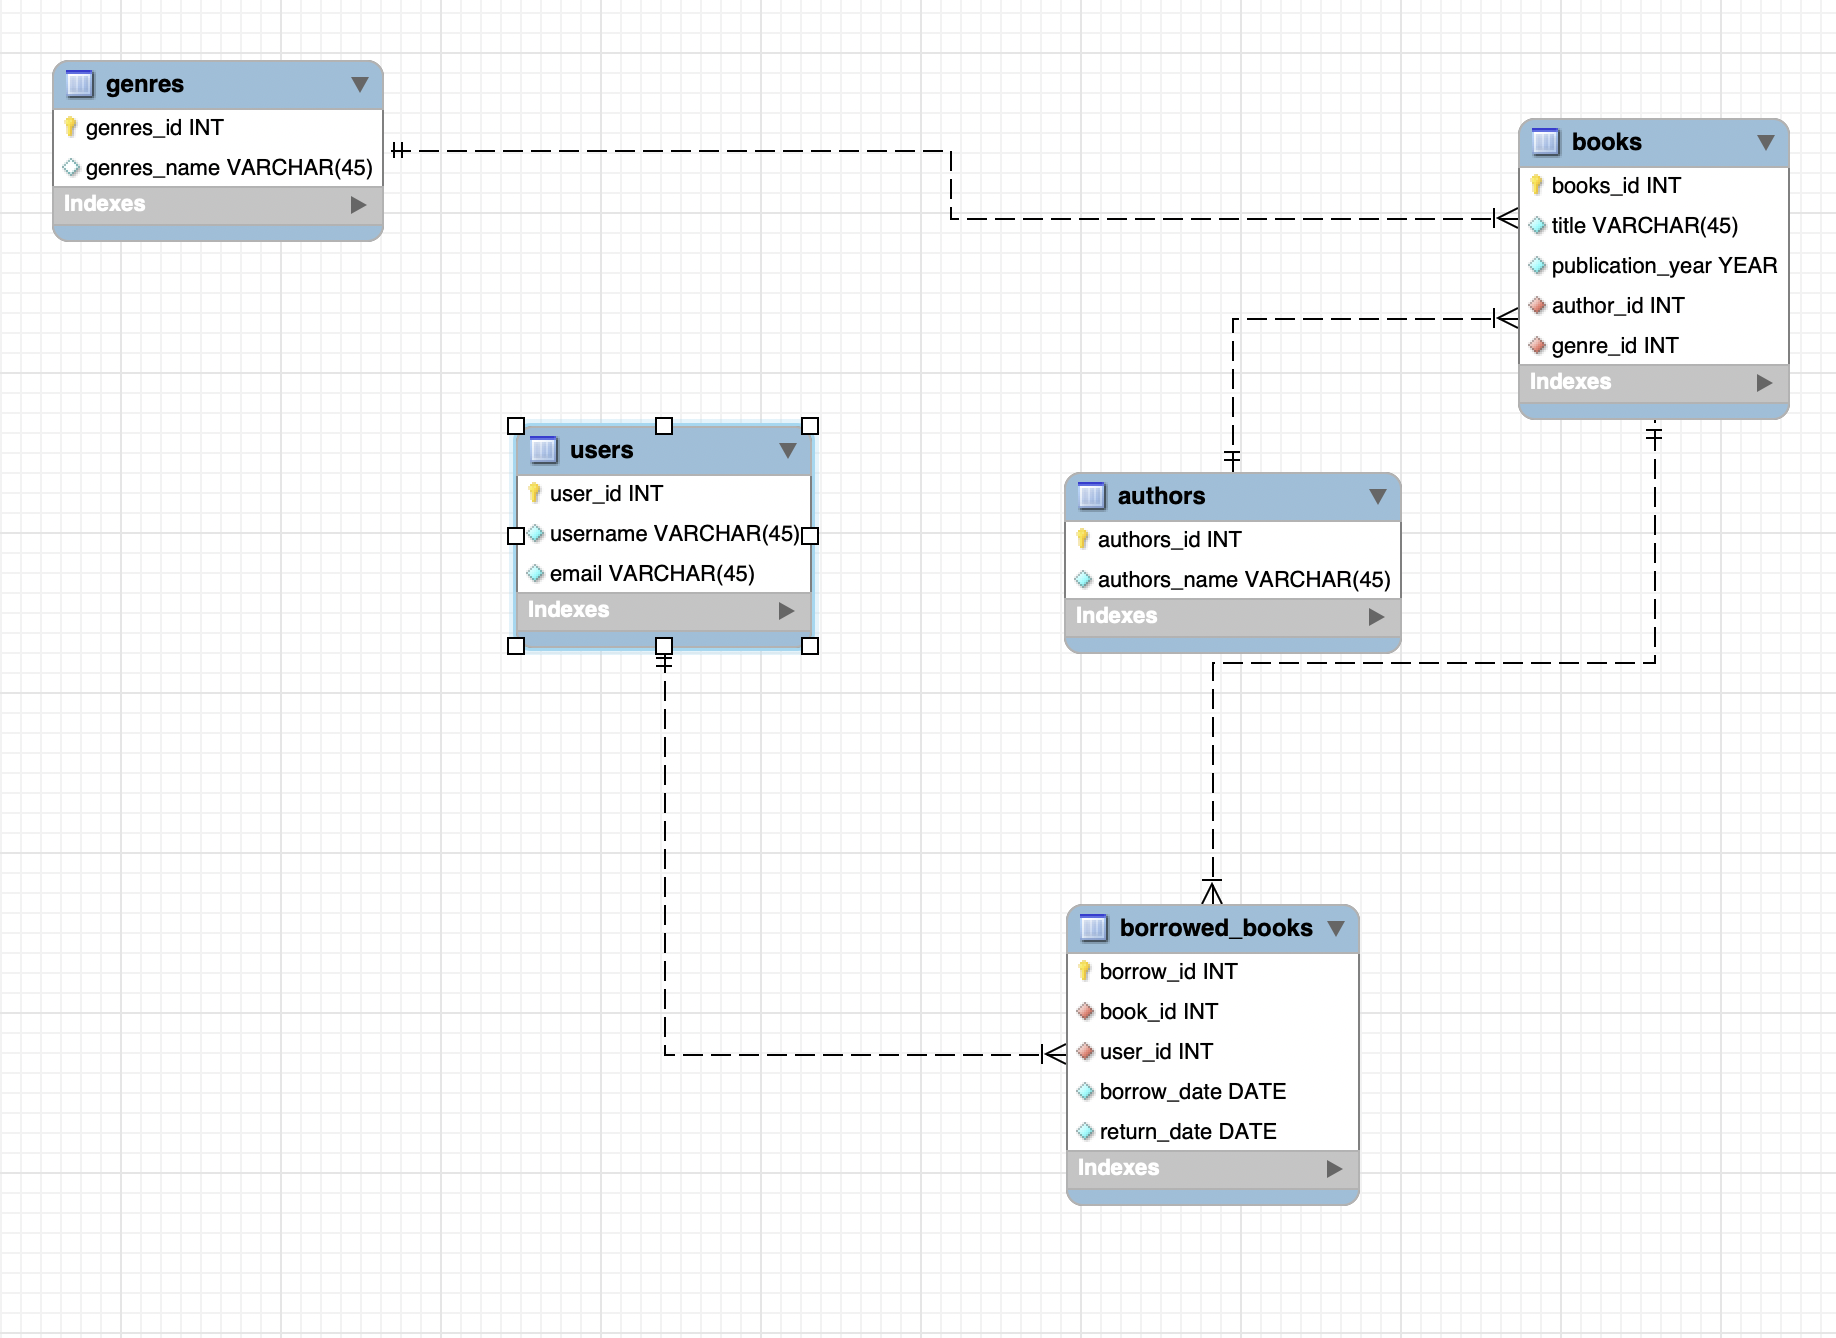 genres
genres_id INT
genres_name VARCHAR(45)
Indexes
books
books_id INT
title VARCHAR(45)
publication_year YEAR
author_id INT
genre_id INT
Indexes
users
user_id INT
username VARCHAR(45)
email VARCHAR(45)
Indexes
authors
authors_id INT
authors_name VARCHAR(45)
Indexes
borrowed_books
borrow_id INT
book_id INT
user_id INT
borrow_date DATE
return_date DATE
Indexes